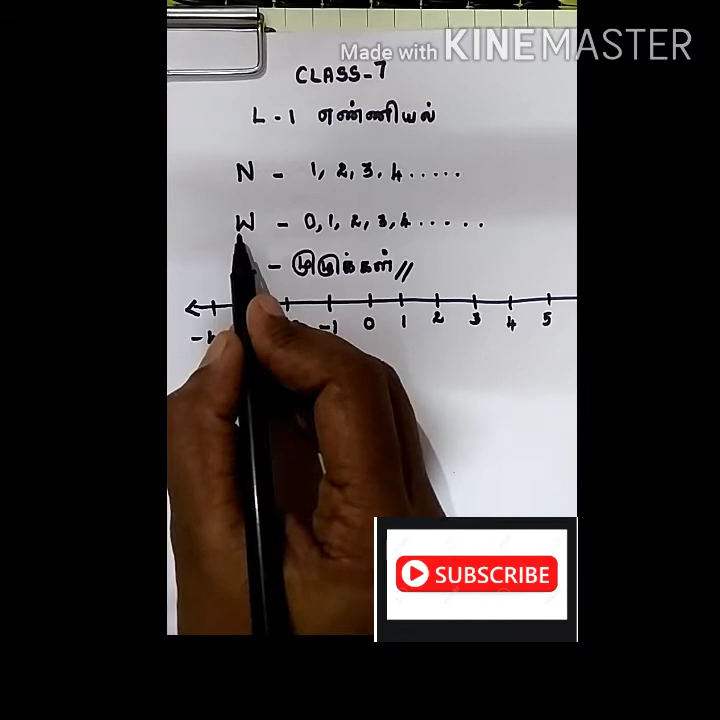 Made with KINEMASTER
CLASS-7
L-1 எண்ணியல்
N - 1, 2, 3, 4.....
W - 0, 1, 2, 3, 4.....
- முழுக்கள் //
-1 0 1 2 3 4 5
SUBSCRIBE